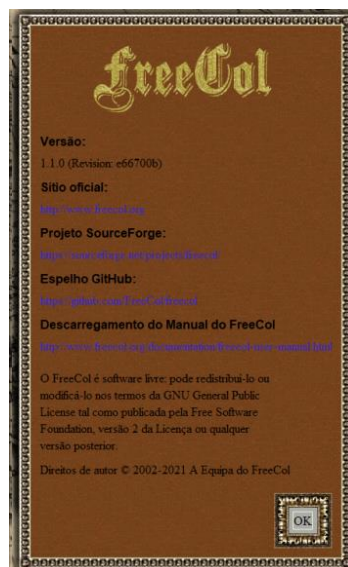 FreeCol
Versão:
1.1.0 (Revision: e66700b)
Sítio oficial:
http://www.freecol.org
Projeto SourceForge:
https://sourceforge.net/projects/freecol
Espelho GitHub:
https://github.com/FreeCol/freecol
Descarregamento do Manual do FreeCol
http://www.freecol.org/documentation/freecol-user-manual.html
O FreeCol é software livre: pode redistribuí-lo ou
modificá-lo nos termos da GNU General Public
License tal como publicada pela Free Software
Foundation, versão 2 da Licença ou qualquer
versão posterior.
Direitos de autor © 2002-2021 A Equipa do FreeCol
OK